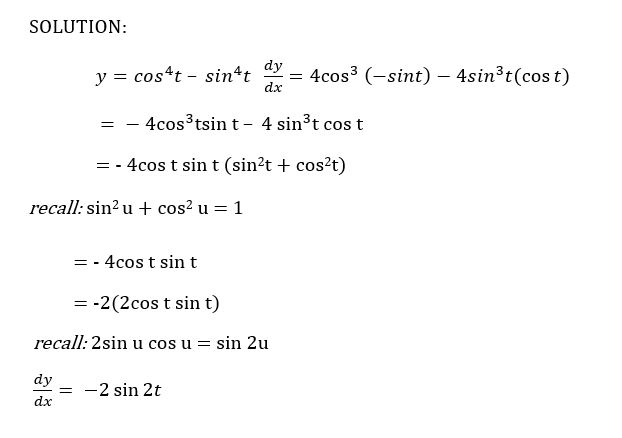 SOLUTION:
y = cos⁴t − sin⁴t dy/dx = 4cos³ (−sint) − 4sin³t(cos t)
= − 4cos³tsin t − 4 sin³t cos t
= - 4cos t sin t (sin²t + cos²t)
recall: sin² u + cos² u = 1
= - 4cos t sin t
= -2(2cos t sin t)
recall: 2sin u cos u = sin 2u
dy/dx = −2 sin 2t